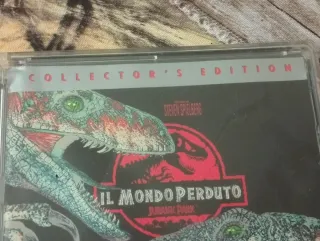 COLLECTOR'S EDITION
IL MONDO PERDUTO
JURASSIC PARK